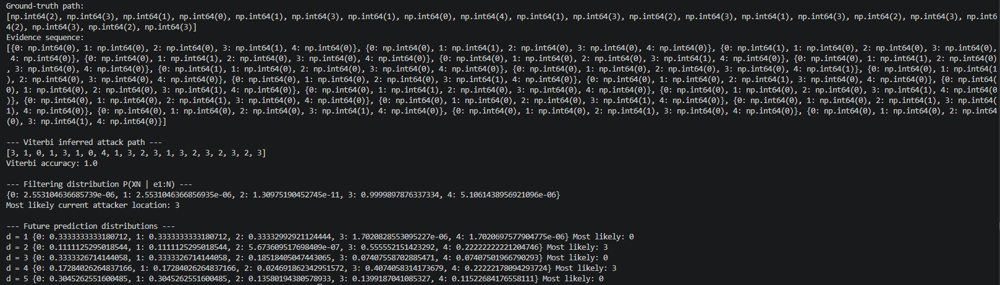 Ground-truth path:
[np.int64(2), np.int64(3), np.int64(1), np.int64(0), np.int64(1), np.int64(3), np.int64(1), np.int64(0), np.int64(4), np.int64(1), np.int64(3), np.int64(2), np.int64(3), np.int64(1), np.int64(3), np.int64(2), np.int64(3), np.int6
4(2), np.int64(3), np.int64(2), np.int64(3)]
Evidence sequence:
[{0: np.int64(0), 1: np.int64(0), 2: np.int64(0), 3: np.int64(1), 4: np.int64(0)}, {0: np.int64(0), 1: np.int64(1), 2: np.int64(0), 3: np.int64(0), 4: np.int64(0)}, {0: np.int64(1), 1: np.int64(0), 2: np.int64(0), 3: np.int64(0),
 4: np.int64(0)}, {0: np.int64(0), 1: np.int64(1), 2: np.int64(0), 3: np.int64(0), 4: np.int64(0)}, {0: np.int64(0), 1: np.int64(0), 2: np.int64(0), 3: np.int64(1), 4: np.int64(0)}, {0: np.int64(0), 1: np.int64(1), 2: np.int64(0)
, 3: np.int64(0), 4: np.int64(0)}, {0: np.int64(1), 1: np.int64(0), 2: np.int64(0), 3: np.int64(0), 4: np.int64(0)}, {0: np.int64(0), 1: np.int64(0), 2: np.int64(0), 3: np.int64(0), 4: np.int64(1)}, {0: np.int64(0), 1: np.int64(1
), 2: np.int64(0), 3: np.int64(0), 4: np.int64(0)}, {0: np.int64(0), 1: np.int64(0), 2: np.int64(0), 3: np.int64(1), 4: np.int64(0)}, {0: np.int64(0), 1: np.int64(0), 2: np.int64(1), 3: np.int64(0), 4: np.int64(0)}, {0: np.int64(
0), 1: np.int64(0), 2: np.int64(0), 3: np.int64(1), 4: np.int64(0)}, {0: np.int64(0), 1: np.int64(1), 2: np.int64(0), 3: np.int64(0), 4: np.int64(0)}, {0: np.int64(0), 1: np.int64(0), 2: np.int64(0), 3: np.int64(1), 4: np.int64(0
)}, {0: np.int64(0), 1: np.int64(0), 2: np.int64(1), 3: np.int64(0), 4: np.int64(0)}, {0: np.int64(0), 1: np.int64(0), 2: np.int64(0), 3: np.int64(1), 4: np.int64(0)}, {0: np.int64(0), 1: np.int64(0), 2: np.int64(1), 3: np.int64(
1), 4: np.int64(0)}, {0: np.int64(0), 1: np.int64(0), 2: np.int64(0), 3: np.int64(1), 4: np.int64(0)}, {0: np.int64(0), 1: np.int64(0), 2: np.int64(1), 3: np.int64(0), 4: np.int64(0)}, {0: np.int64(0), 1: np.int64(0), 2: np.int64
(0), 3: np.int64(1), 4: np.int64(0)}]

--- Viterbi inferred attack path ---
[3, 1, 0, 1, 3, 1, 0, 4, 1, 3, 2, 3, 1, 3, 2, 3, 2, 3, 2, 3]
Viterbi accuracy: 1.0

--- Filtering distribution P(XN | e1:N) ---
{0: 2.553104636685739e-06, 1: 2.5531046366856935e-06, 2: 1.30975190452745e-11, 3: 0.9999897876337334, 4: 5.1061438956921096e-06}
Most likely current attacker location: 3

--- Future prediction distributions ---
d = 1 {0: 0.3333333333180712, 1: 0.3333333333180712, 2: 0.33332992921124444, 3: 1.7020828553095227e-06, 4: 1.7020697577904775e-06} Most likely: 0
d = 2 {0: 0.1111125295018544, 1: 0.1111125295018544, 2: 5.673609517698409e-07, 3: 0.555552151423292, 4: 0.22222222221204746} Most likely: 3
d = 3 {0: 0.3333326714144058, 1: 0.3333326714144058, 2: 0.18518405047443065, 3: 0.07407558702885471, 4: 0.07407501966790293} Most likely: 0
d = 4 {0: 0.17284026264837166, 1: 0.17284026264837166, 2: 0.024691862342951572, 3: 0.4074058314173679, 4: 0.22222178094293724} Most likely: 3
d = 5 {0: 0.3045262551600485, 1: 0.3045262551600485, 2: 0.13580194380578933, 3: 0.1399187041085327, 4: 0.11522684176558111} Most likely: 0